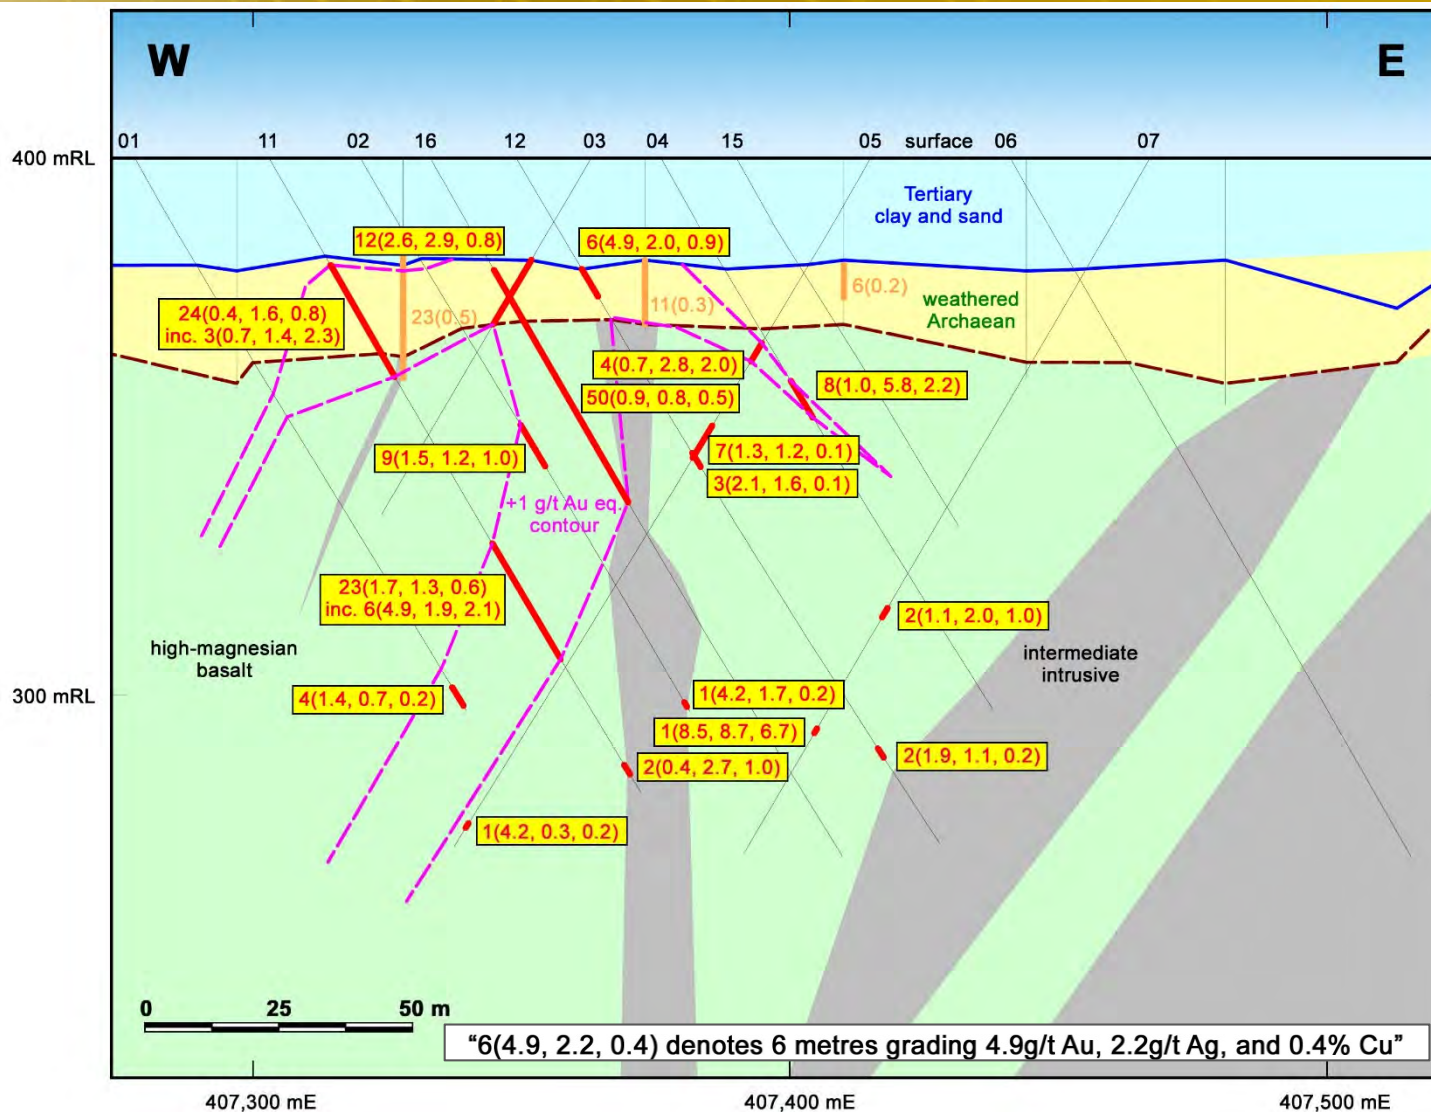 W
E
01
11
02
16
12
03
04
15
05
surface
06
07
400 mRL
Tertiary
clay and sand
12(2.6, 2.9, 0.8)
6(4.9, 2.0, 0.9)
6(0.2)
24(0.4, 1.6, 0.8)
inc. 3(0.7, 1.4, 2.3)
23(0.5)
11(0.3)
weathered
Archaean
4(0.7, 2.8, 2.0)
8(1.0, 5.8, 2.2)
50(0.9, 0.8, 0.5)
9(1.5, 1.2, 1.0)
7(1.3, 1.2, 0.1)
3(2.1, 1.6, 0.1)
+1 g/t Au eq.
contour
23(1.7, 1.3, 0.6)
inc. 6(4.9, 1.9, 2.1)
2(1.1, 2.0, 1.0)
high-magnesian
basalt
intermediate
intrusive
300 mRL
4(1.4, 0.7, 0.2)
1(4.2, 1.7, 0.2)
1(8.5, 8.7, 6.7)
2(1.9, 1.1, 0.2)
2(0.4, 2.7, 1.0)
1(4.2, 0.3, 0.2)
0 25 50 m
“6(4.9, 2.2, 0.4) denotes 6 metres grading 4.9g/t Au, 2.2g/t Ag, and 0.4% Cu”
407,300 mE
407,400 mE
407,500 mE